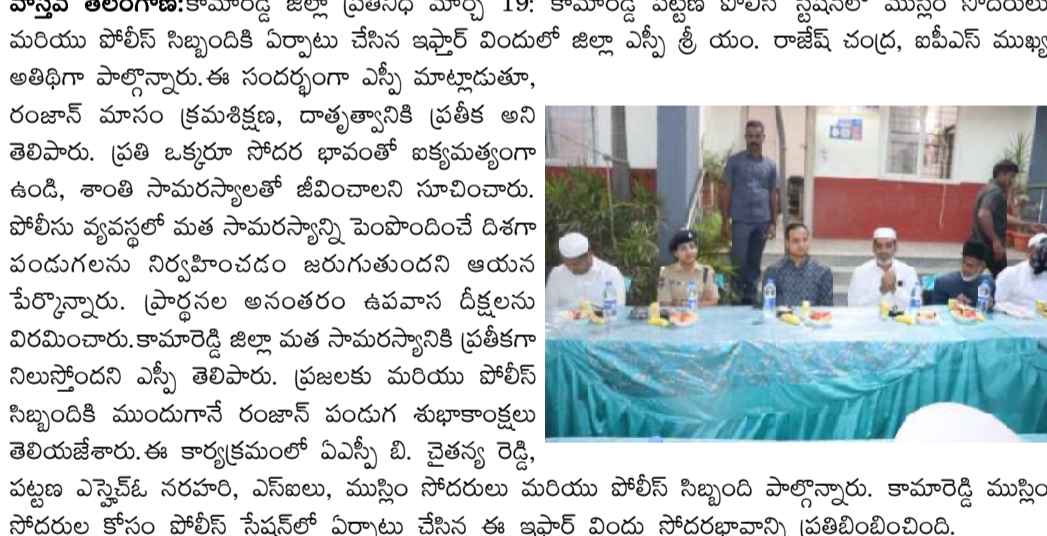 వాస్తవ తెలంగాణ:కామారెడ్డి జిల్లా ప్రతినిధి మార్చి 19: కామారెడ్డి పట్టణ పోలీస్ స్టేషన్‌లో ముస్లిం సోదరులు
మరియు పోలీస్ సిబ్బందికి ఏర్పాటు చేసిన ఇఫ్తార్ విందులో జిల్లా ఎస్పీ శ్రీ యం. రాజేష్ చంద్ర, ఐపీఎస్ ముఖ్య
అతిథిగా పాల్గొన్నారు.ఈ సందర్భంగా ఎస్పీ మాట్లాడుతూ,
రంజాన్ మాసం క్రమశిక్షణ, దాతృత్వానికి ప్రతీక అని
తెలిపారు. ప్రతి ఒక్కరూ సోదర భావంతో ఐక్యమత్యంగా
ఉండి, శాంతి సామరస్యాలతో జీవించాలని సూచించారు.
పోలీసు వ్యవస్థలో మత సామరస్యాన్ని పెంపొందించే దిశగా
పండుగలను నిర్వహించడం జరుగుతుందని ఆయన
పేర్కొన్నారు. ప్రార్థనల అనంతరం ఉపవాస దీక్షలను
విరమించారు.కామారెడ్డి జిల్లా మత సామరస్యానికి ప్రతీకగా
నిలుస్తోందని ఎస్పీ తెలిపారు. ప్రజలకు మరియు పోలీస్
సిబ్బందికి ముందుగానే రంజాన్ పండుగ శుభాకాంక్షలు
తెలియజేశారు.ఈ కార్యక్రమంలో ఏఎస్పీ బి. చైతన్య రెడ్డి,
పట్టణ ఎస్హెచ్ఓ నరహరి, ఎస్ఐలు, ముస్లిం సోదరులు మరియు పోలీస్ సిబ్బంది పాల్గొన్నారు. కామారెడ్డి ముస్లిం
సోదరుల కోసం పోలీస్ స్టేషన్‌లో ఏర్పాటు చేసిన ఈ ఇఫ్తార్ విందు సోదరభావాన్ని ప్రతిబింబించింది.